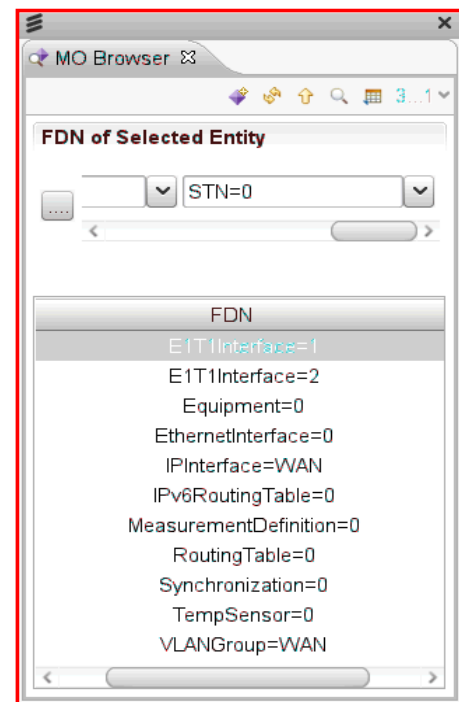 MO Browser
3...1
FDN of Selected Entity
....
STN=0
FDN
E1T1Interface=1
E1T1Interface=2
Equipment=0
EthernetInterface=0
IPInterface=WAN
IPv6RoutingTable=0
MeasurementDefinition=0
RoutingTable=0
Synchronization=0
TempSensor=0
VLANGroup=WAN